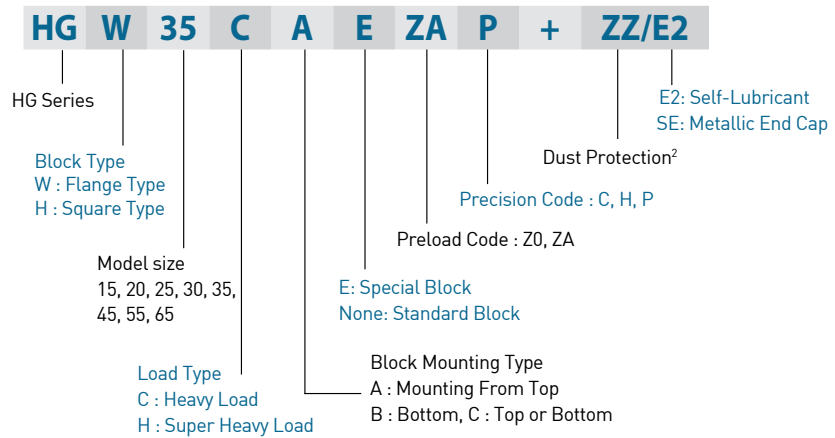 HG W 35 C A E ZA P + ZZ/E2
HG Series
E2: Self-Lubricant
SE: Metallic End Cap
Dust Protection²
Block Type
W : Flange Type
H : Square Type
Precision Code : C, H, P
Preload Code : Z0, ZA
Model size
15, 20, 25, 30, 35,
45, 55, 65
E: Special Block
None: Standard Block
Load Type
C : Heavy Load
H : Super Heavy Load
Block Mounting Type
A : Mounting From Top
B : Bottom, C : Top or Bottom